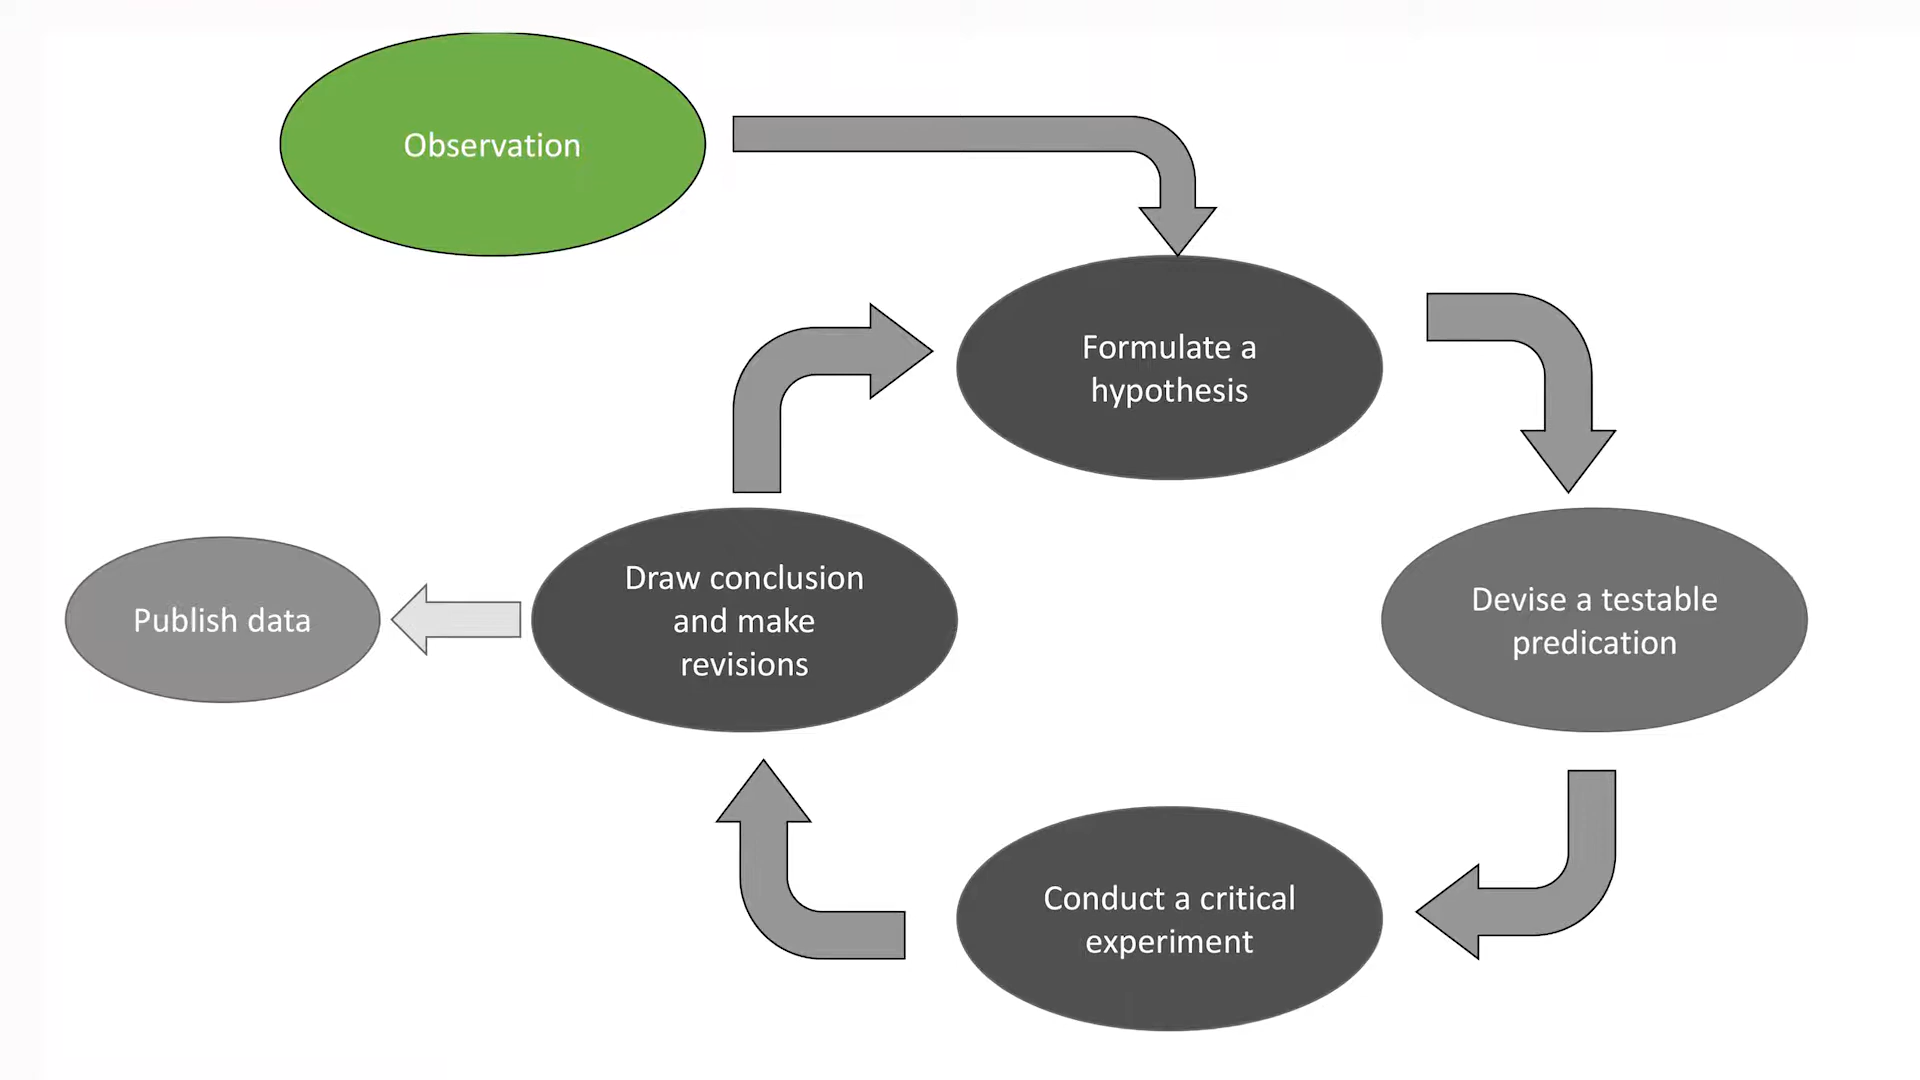 Observation
Formulate a
hypothesis
Devise a testable
predication
Conduct a critical
experiment
Draw conclusion
and make
revisions
Publish data